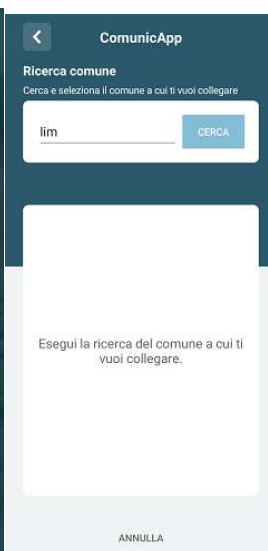 ComunicApp
Ricerca comune
Cerca e seleziona il comune a cui ti vuoi collegare
lim
CERCA
Esegui la ricerca del comune a cui ti
vuoi collegare.
ANNULLA